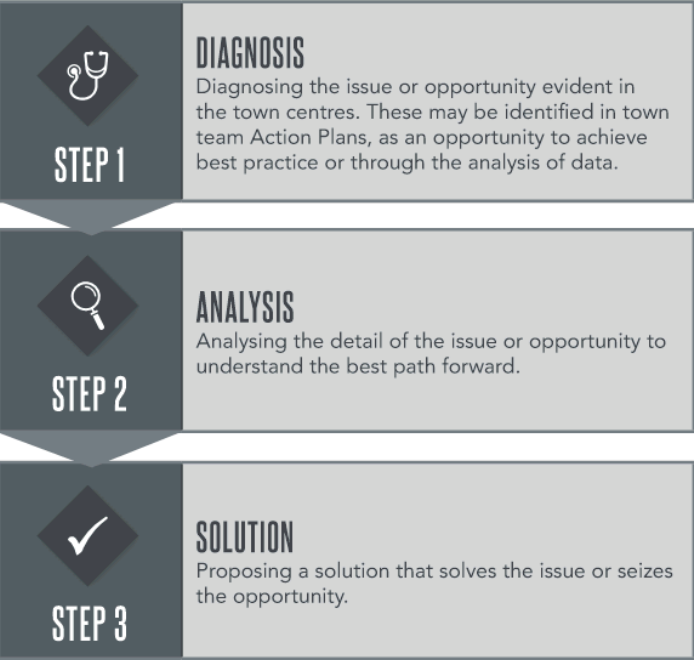 STEP 1
DIAGNOSIS
Diagnosing the issue or opportunity evident in
the town centres. These may be identified in town
team Action Plans, as an opportunity to achieve
best practice or through the analysis of data.
STEP 2
ANALYSIS
Analysing the detail of the issue or opportunity to
understand the best path forward.
STEP 3
SOLUTION
Proposing a solution that solves the issue or seizes
the opportunity.